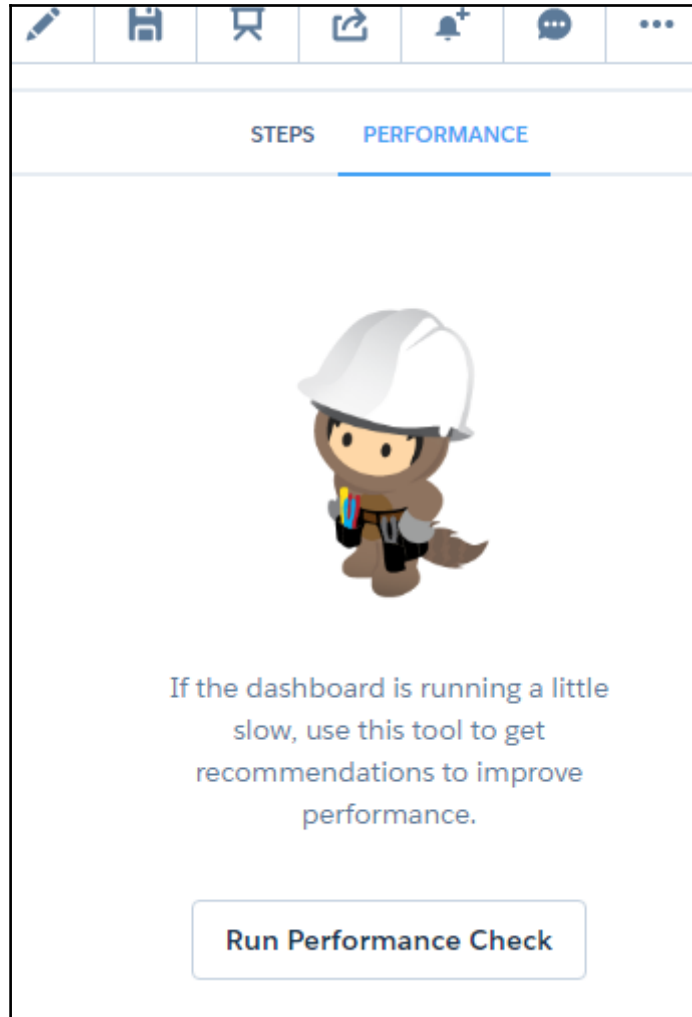 STEPS PERFORMANCE
If the dashboard is running a little
slow, use this tool to get
recommendations to improve
performance.
Run Performance Check